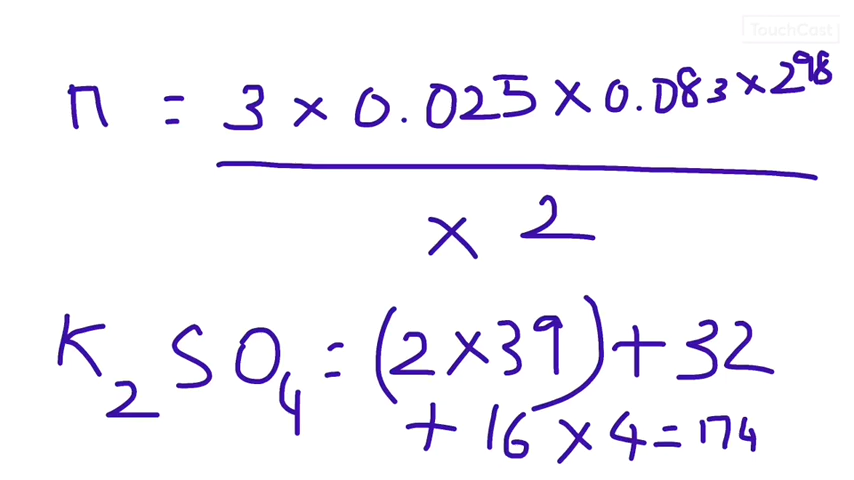 TouchCast
π = 3 × 0.025 × 0.083 × 298
× 2
K₂SO₄ = (2 × 39) + 32
+ 16 × 4 = 174